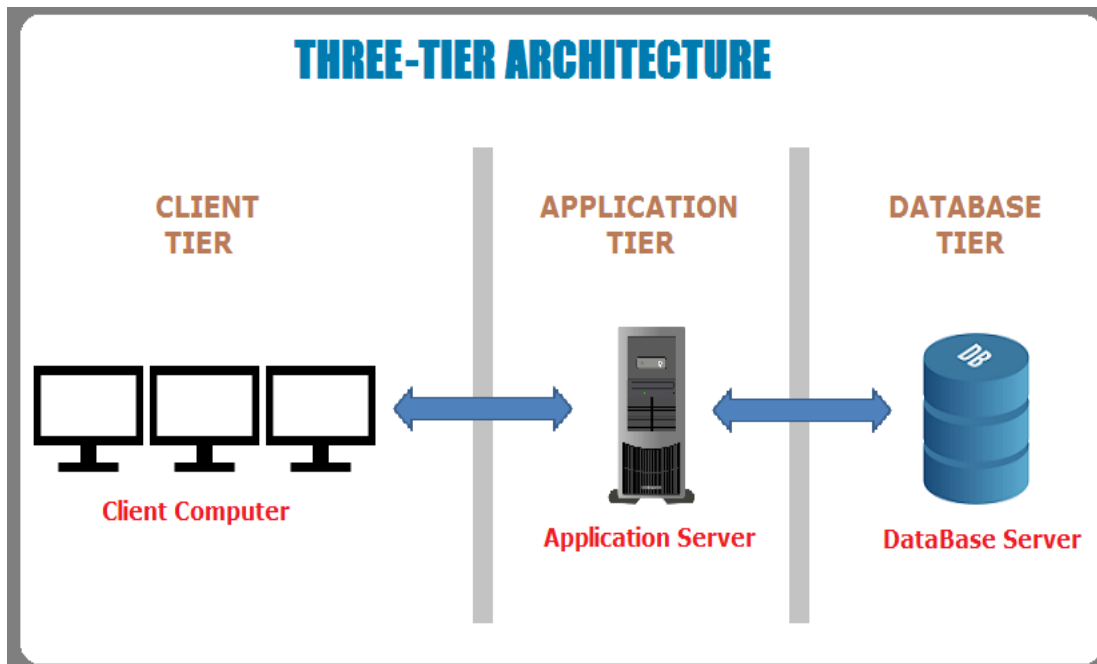 THREE-TIER ARCHITECTURE
CLIENT
TIER
APPLICATION
TIER
DATABASE
TIER
DB
Client Computer
Application Server
DataBase Server